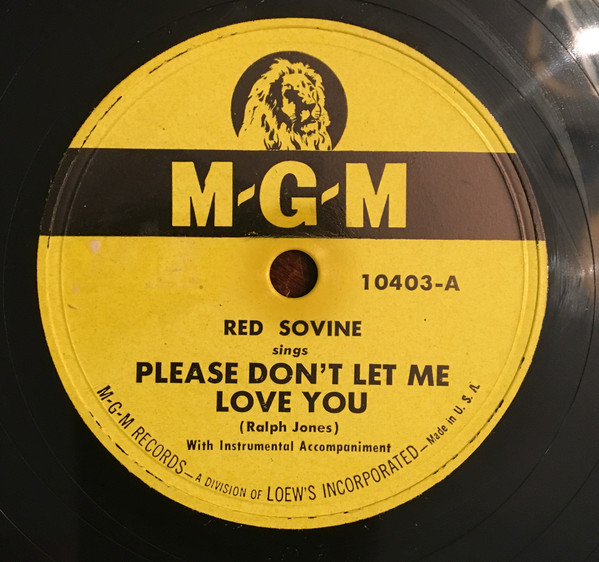 M-G-M
10403-A
RED SOVINE
sings
PLEASE DON'T LET ME
LOVE YOU
(Ralph Jones)
With Instrumental Accompaniment
M-G-M RECORDS—A DIVISION OF LOEW'S INCORPORATED—Made in U. S. A.